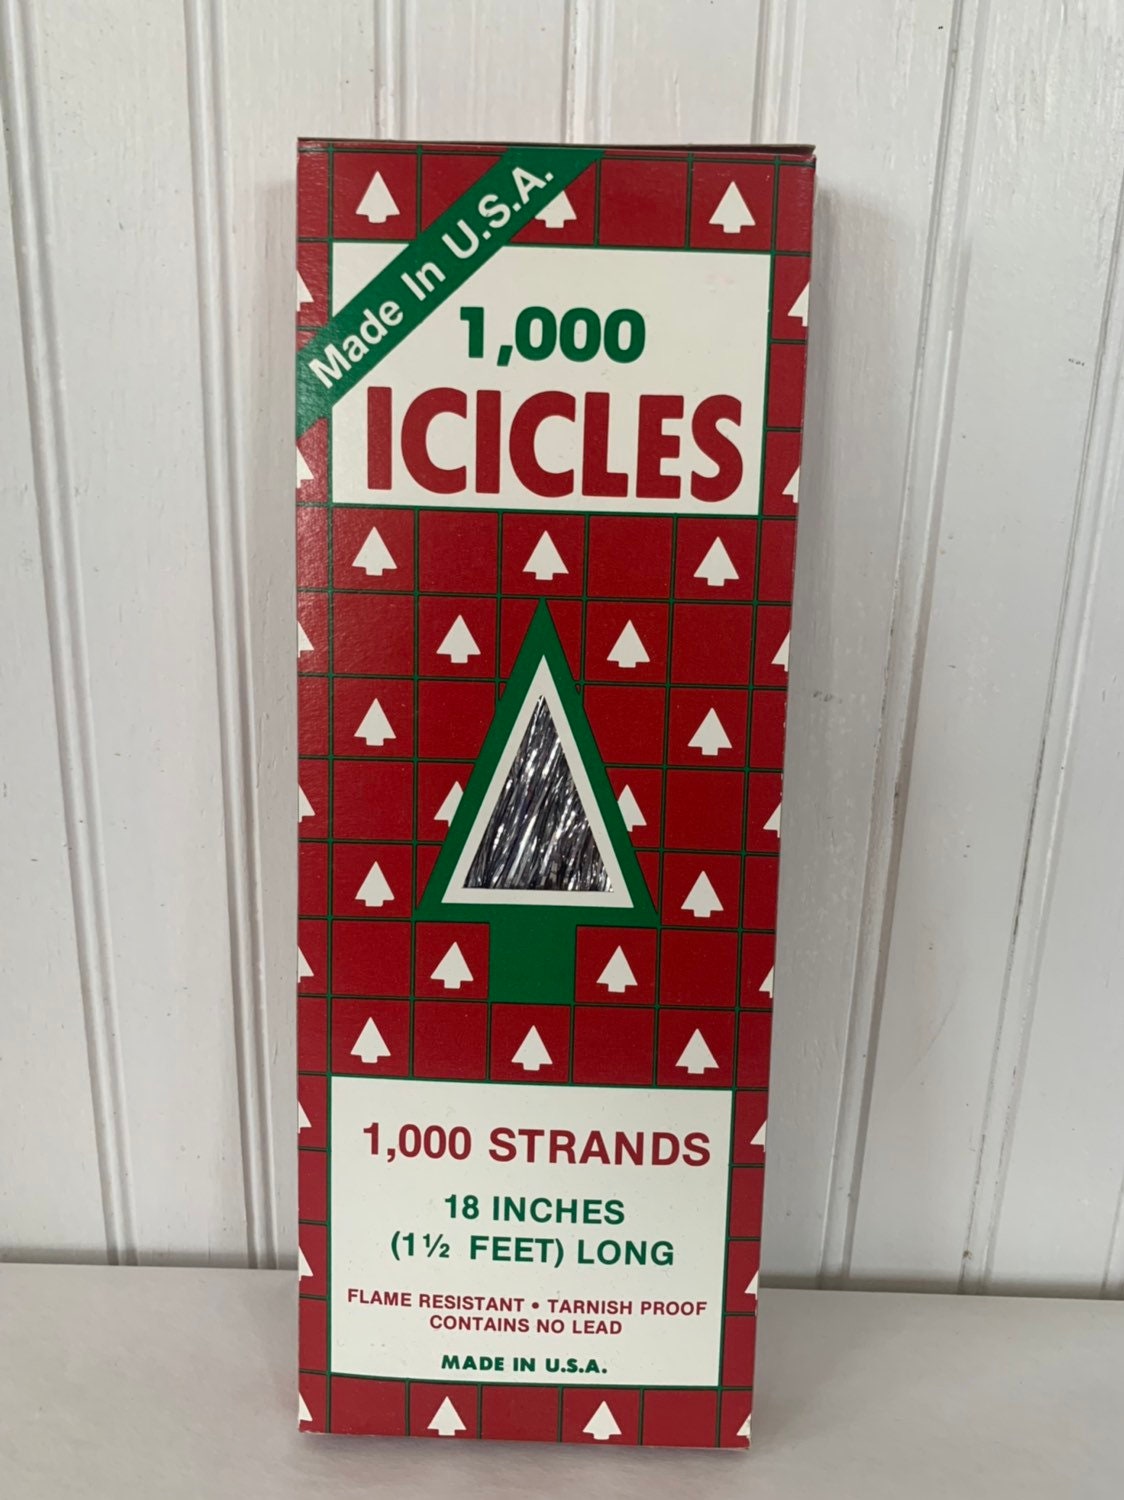 Made In U.S.A.
1,000
ICICLES
1,000 STRANDS
18 INCHES
(1½ FEET) LONG
FLAME RESISTANT • TARNISH PROOF
CONTAINS NO LEAD
MADE IN U.S.A.